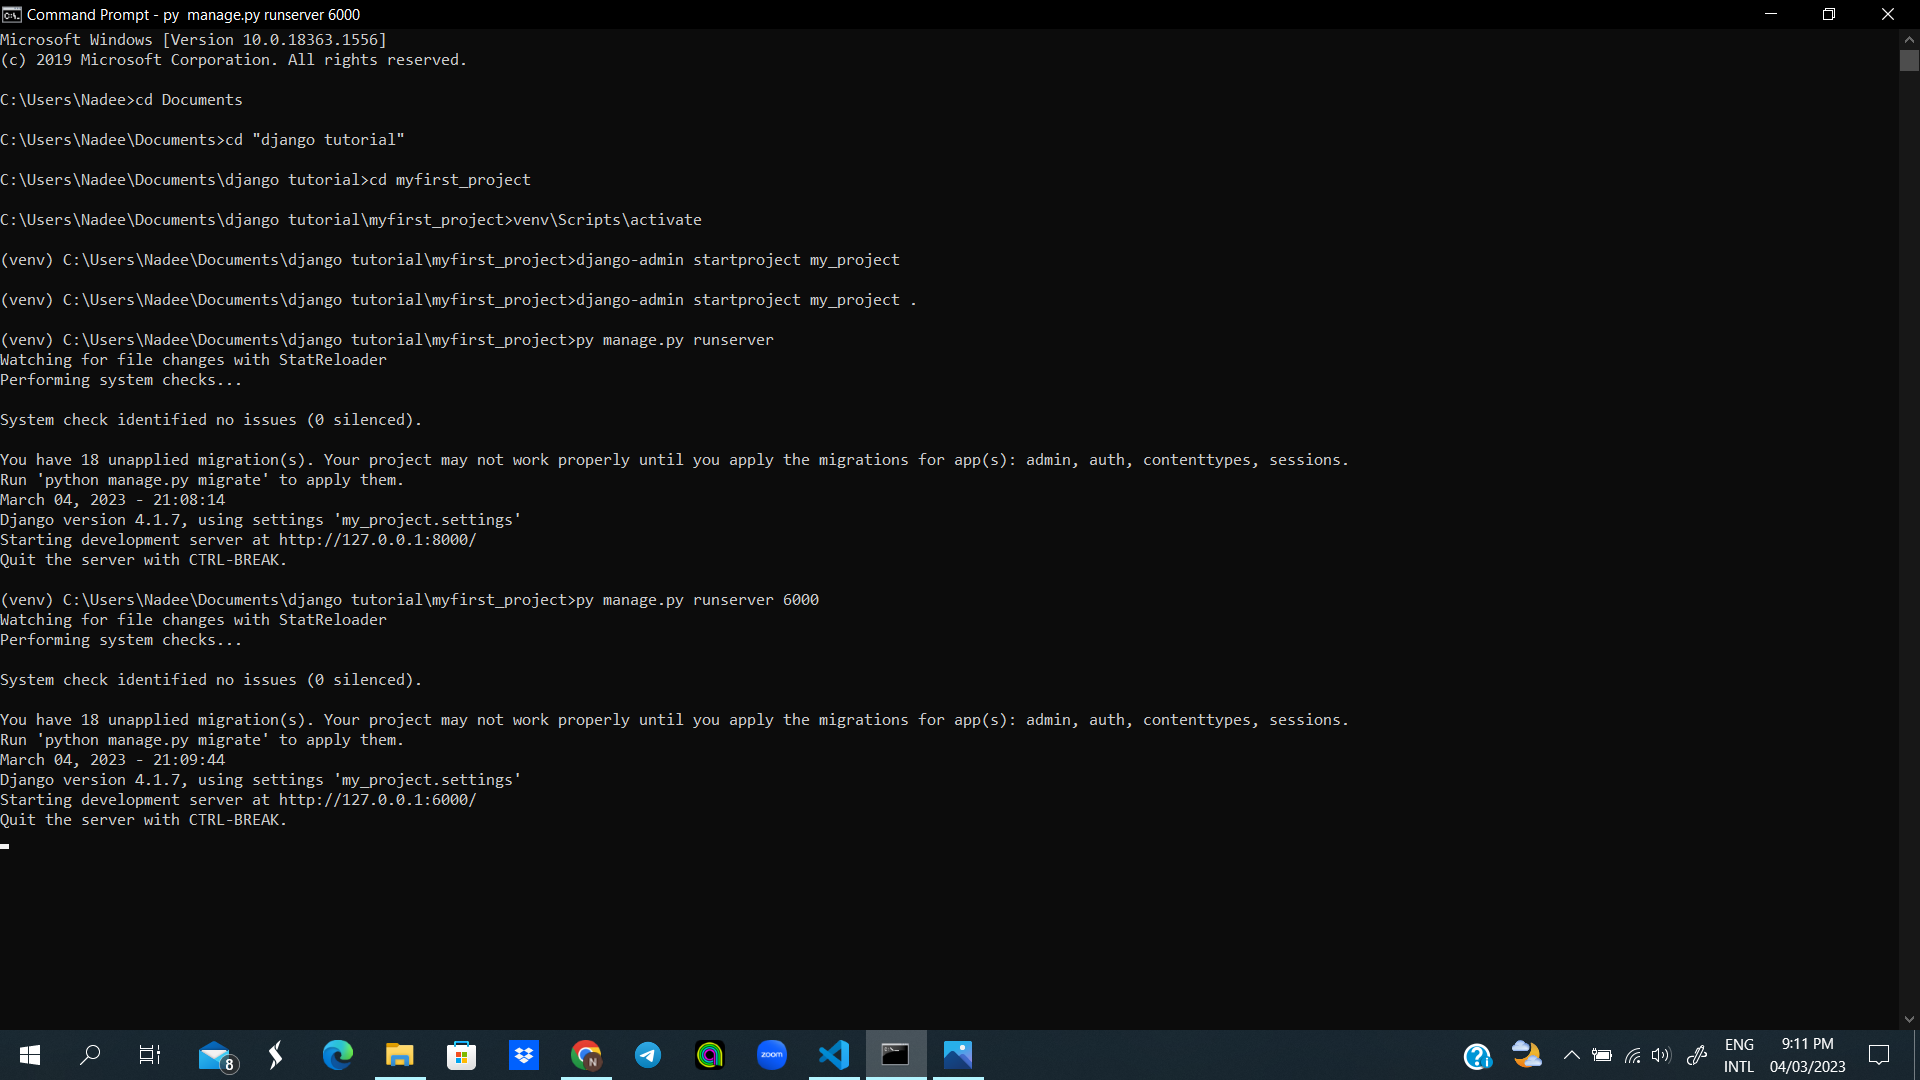 Command Prompt - py  manage.py runserver 6000
Microsoft Windows [Version 10.0.18363.1556]
(c) 2019 Microsoft Corporation. All rights reserved.
C:\Users\Nadee>cd Documents
C:\Users\Nadee\Documents>cd "django tutorial"
C:\Users\Nadee\Documents\django tutorial>cd myfirst_project
C:\Users\Nadee\Documents\django tutorial\myfirst_project>venv\Scripts\activate
(venv) C:\Users\Nadee\Documents\django tutorial\myfirst_project>django-admin startproject my_project
(venv) C:\Users\Nadee\Documents\django tutorial\myfirst_project>django-admin startproject my_project .
(venv) C:\Users\Nadee\Documents\django tutorial\myfirst_project>py manage.py runserver
Watching for file changes with StatReloader
Performing system checks...
System check identified no issues (0 silenced).
You have 18 unapplied migration(s). Your project may not work properly until you apply the migrations for app(s): admin, auth, contenttypes, sessions.
Run 'python manage.py migrate' to apply them.
March 04, 2023 - 21:08:14
Django version 4.1.7, using settings 'my_project.settings'
Starting development server at http://127.0.0.1:8000/
Quit the server with CTRL-BREAK.
(venv) C:\Users\Nadee\Documents\django tutorial\myfirst_project>py manage.py runserver 6000
Watching for file changes with StatReloader
Performing system checks...
System check identified no issues (0 silenced).
You have 18 unapplied migration(s). Your project may not work properly until you apply the migrations for app(s): admin, auth, contenttypes, sessions.
Run 'python manage.py migrate' to apply them.
March 04, 2023 - 21:09:44
Django version 4.1.7, using settings 'my_project.settings'
Starting development server at http://127.0.0.1:6000/
Quit the server with CTRL-BREAK.
8
N
zoom
ENG
INTL
9:11 PM
04/03/2023